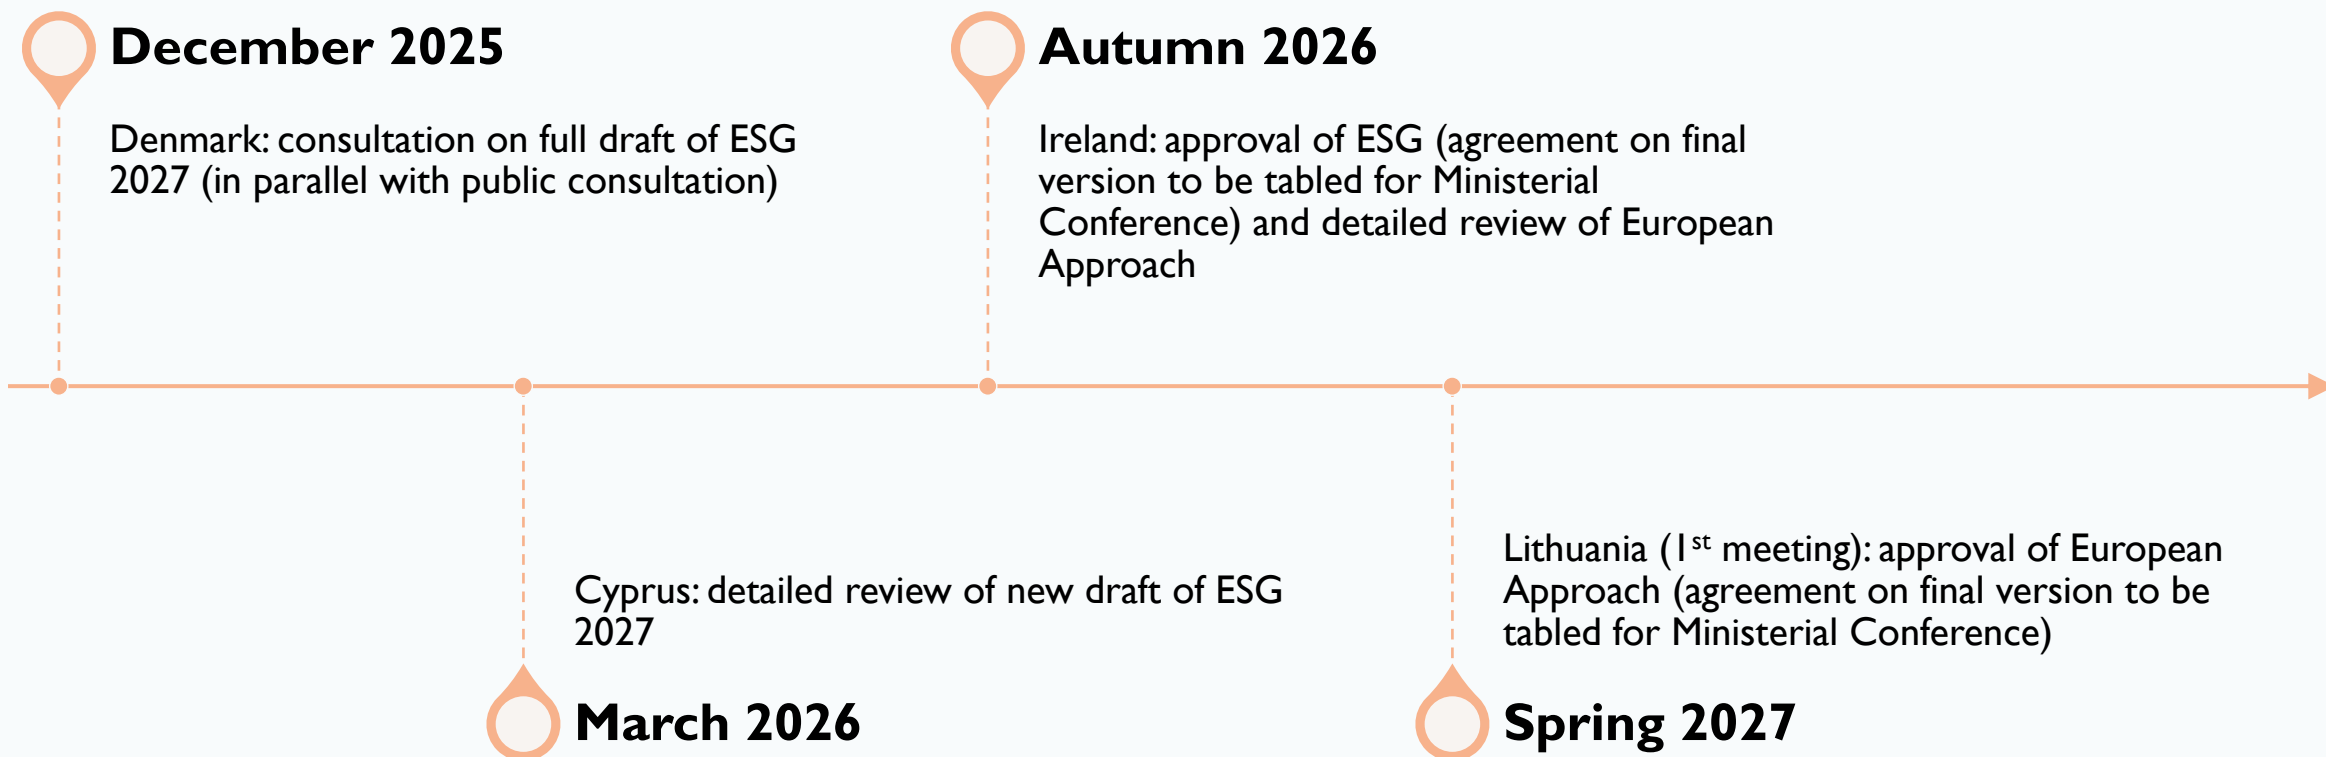 December 2025
Denmark: consultation on full draft of ESG
2027 (in parallel with public consultation)
Autumn 2026
Ireland: approval of ESG (agreement on final
version to be tabled for Ministerial
Conference) and detailed review of European
Approach
Cyprus: detailed review of new draft of ESG
2027
March 2026
Lithuania (1st meeting): approval of European
Approach (agreement on final version to be
tabled for Ministerial Conference)
Spring 2027